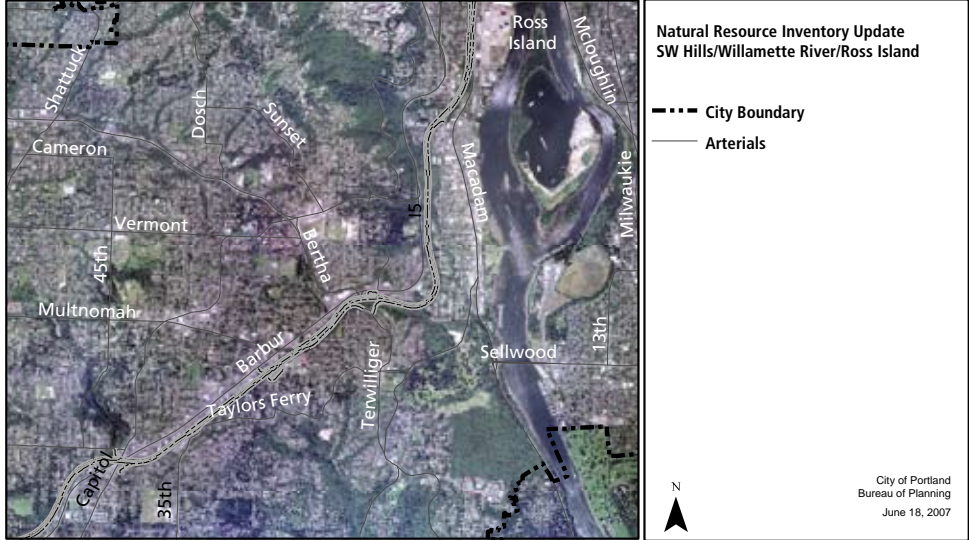 Ross
Island
Mcloughlin
Shattuck
Dosch
Sunset
Cameron
Macadam
Milwaukie
I5
Vermont
Bertha
45th
Multnomah
13th
Barbur
Sellwood
Terwilliger
Taylors Ferry
Capitol
35th
Natural Resource Inventory Update
SW Hills/Willamette River/Ross Island
City Boundary
Arterials
N
City of Portland
Bureau of Planning
June 18, 2007